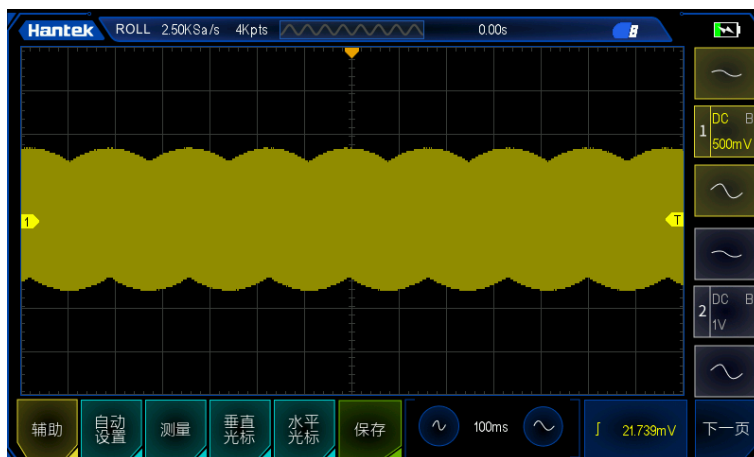 Hantek ROLL 2.50KSa/s 4Kpts 0.00s
1 DC B
500mV
1
T
2 DC B
1V
辅助 自动设置 测量 垂直光标 水平光标 保存 100ms 21.739mV 下一页